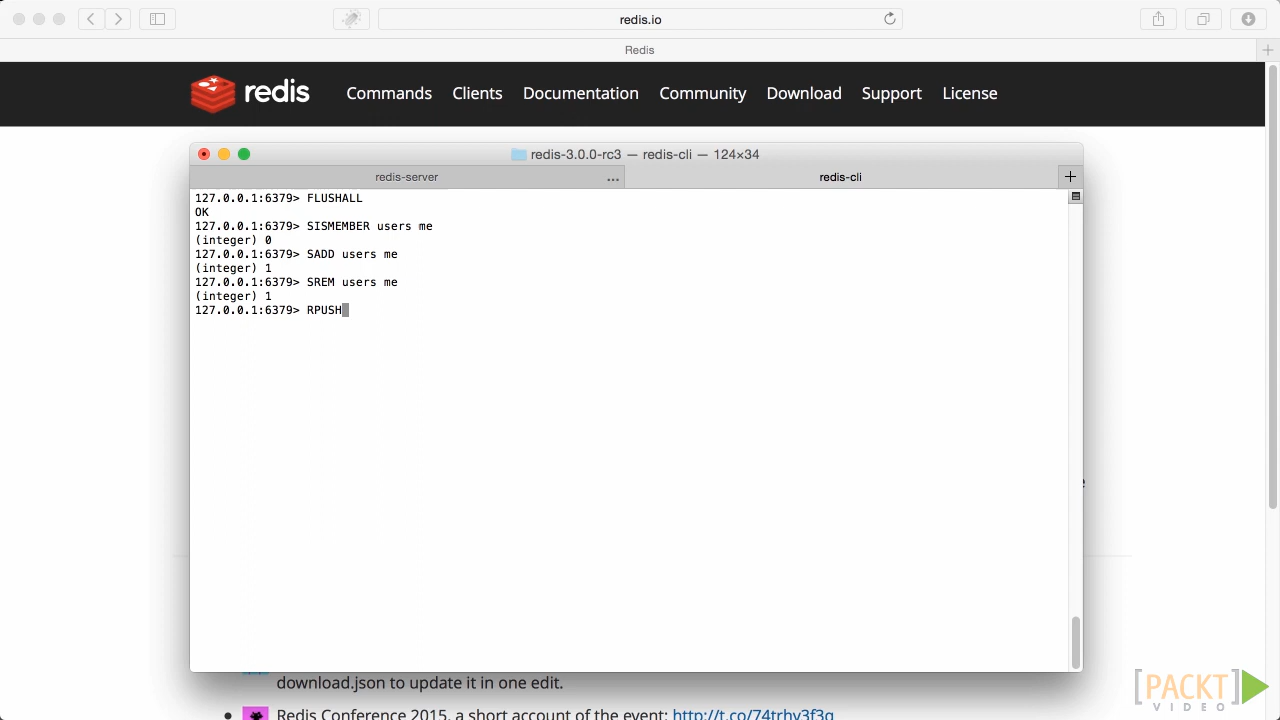 redis.io
Redis
redis
Commands Clients Documentation Community Download Support License
redis-3.0.0-rc3 — redis-cli — 124×34
redis-server ... redis-cli
127.0.0.1:6379> FLUSHALL
OK
127.0.0.1:6379> SISMEMBER users me
(integer) 0
127.0.0.1:6379> SADD users me
(integer) 1
127.0.0.1:6379> SREM users me
(integer) 1
127.0.0.1:6379> RPUSH
download.json to update it in one edit.
Redis Conference 2015, a short account of the event: http://t.co/74trhv3f3q
[PACKT]
VIDEO